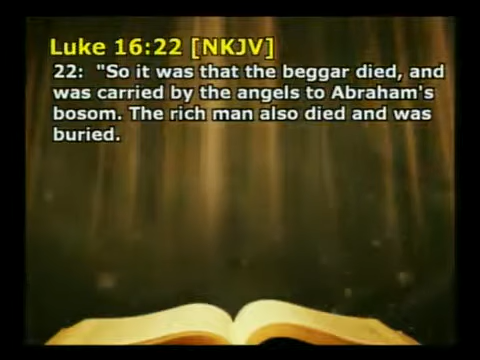 Luke 16:22 [NKJV]
22: "So it was that the beggar died, and
was carried by the angels to Abraham's
bosom. The rich man also died and was
buried.